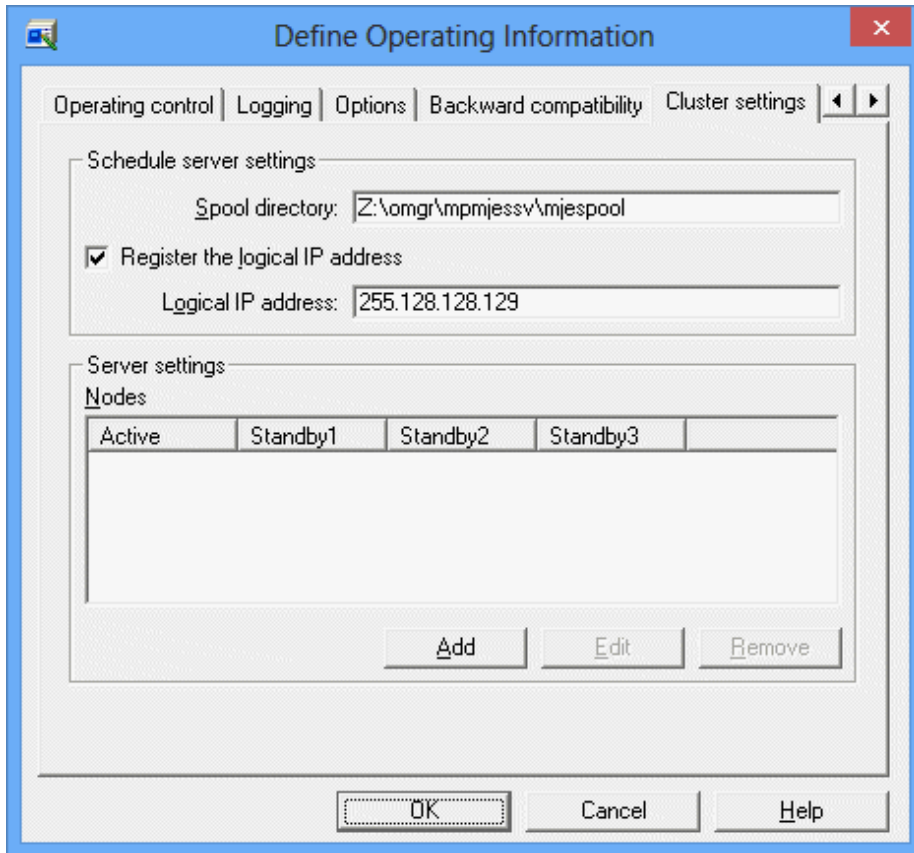 Define Operating Information
Operating control Logging Options Backward compatibility Cluster settings
Schedule server settings
Spool directory: Z:\omgr\mpmjessv\mjespool
Register the logical IP address
Logical IP address: 255.128.128.129
Server settings
Nodes
Active Standby1 Standby2 Standby3
Add Edit Remove
OK Cancel Help